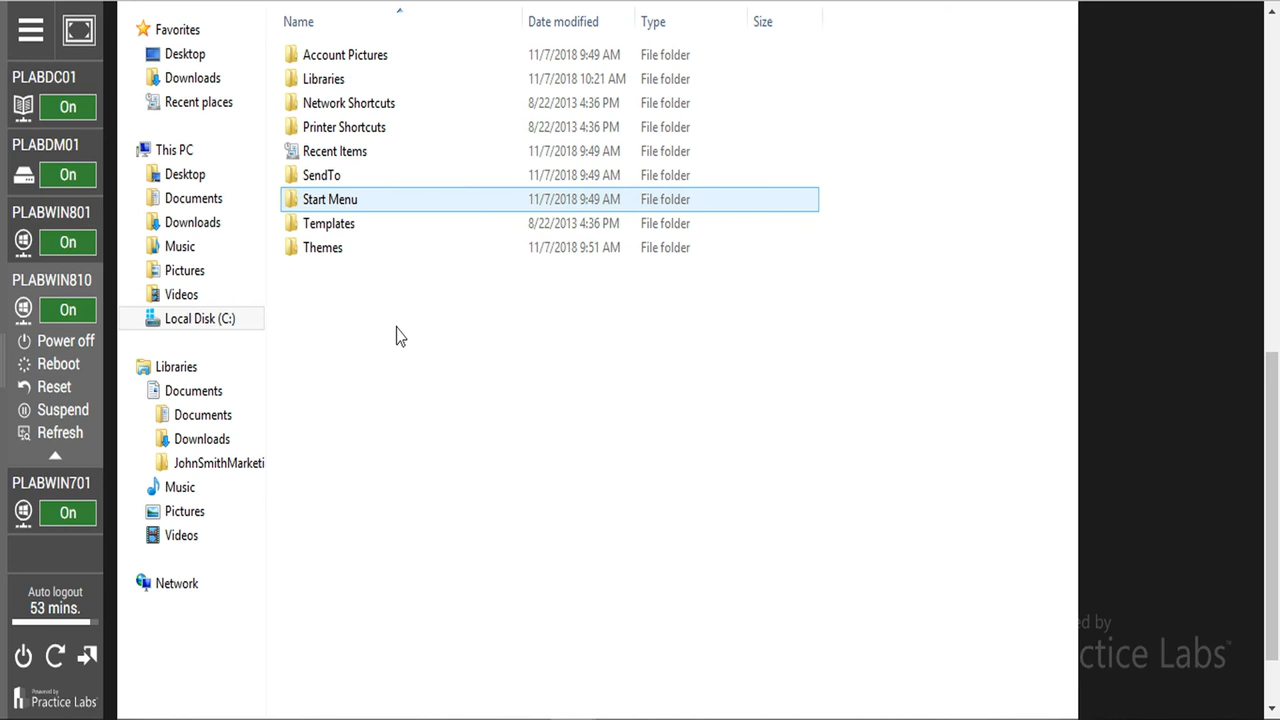 PLABDC01
On
PLABDM01
On
PLABWIN801
On
PLABWIN810
On
Power off
Reboot
Reset
Suspend
Refresh
PLABWIN701
On
Auto logout
53 mins.
Powered by
Practice Labs
Favorites
Desktop
Downloads
Recent places
This PC
Desktop
Documents
Downloads
Music
Pictures
Videos
Local Disk (C:)
Libraries
Documents
Documents
Downloads
JohnSmithMarketi
Music
Pictures
Videos
Network
Name Date modified Type Size
Account Pictures 11/7/2018 9:49 AM File folder
Libraries 11/7/2018 10:21 AM File folder
Network Shortcuts 8/22/2013 4:36 PM File folder
Printer Shortcuts 8/22/2013 4:36 PM File folder
Recent Items 11/7/2018 9:49 AM File folder
SendTo 11/7/2018 9:49 AM File folder
Start Menu 11/7/2018 9:49 AM File folder
Templates 8/22/2013 4:36 PM File folder
Themes 11/7/2018 9:51 AM File folder
ed by
ctice Labs